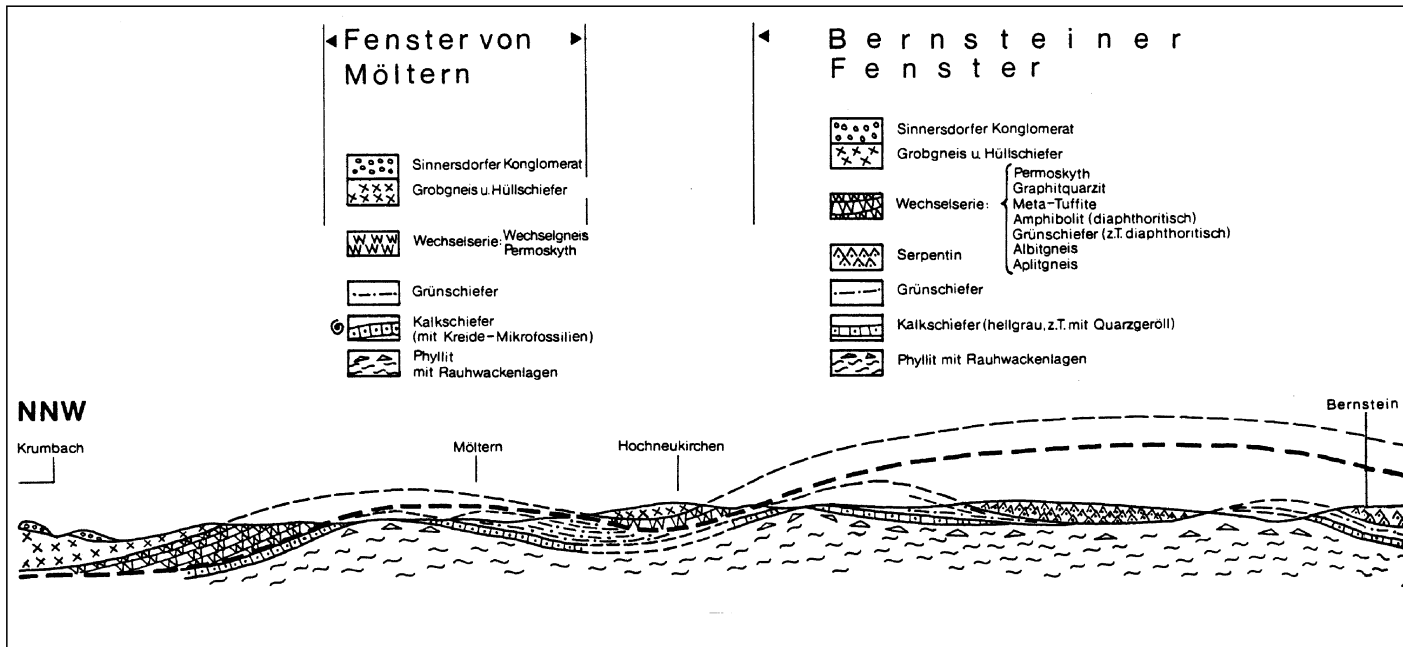 Fenster von
Möltern
Sinnersdorfer Konglomerat
Grobgneis u. Hüllschiefer
Wechselserie: Wechselgneis
Permoskyth
Grünschiefer
Kalkschiefer
(mit Kreide-Mikrofossilien)
Phyllit
mit Rauhwackenlagen
Bernsteiner
Fenster
Sinnersdorfer Konglomerat
Grobgneis u. Hüllschiefer
Wechselserie:
Permoskyth
Graphitquarzit
Meta-Tuffite
Amphibolit (diaphthoritisch)
Grünschiefer (z.T. diaphthoritisch)
Albitgneis
Aplitgneis
Serpentin
Grünschiefer
Kalkschiefer (hellgrau, z.T. mit Quarzgeröll)
Phyllit mit Rauhwackenlagen
NNW
Krumbach
Möltern
Hochneukirchen
Bernstein